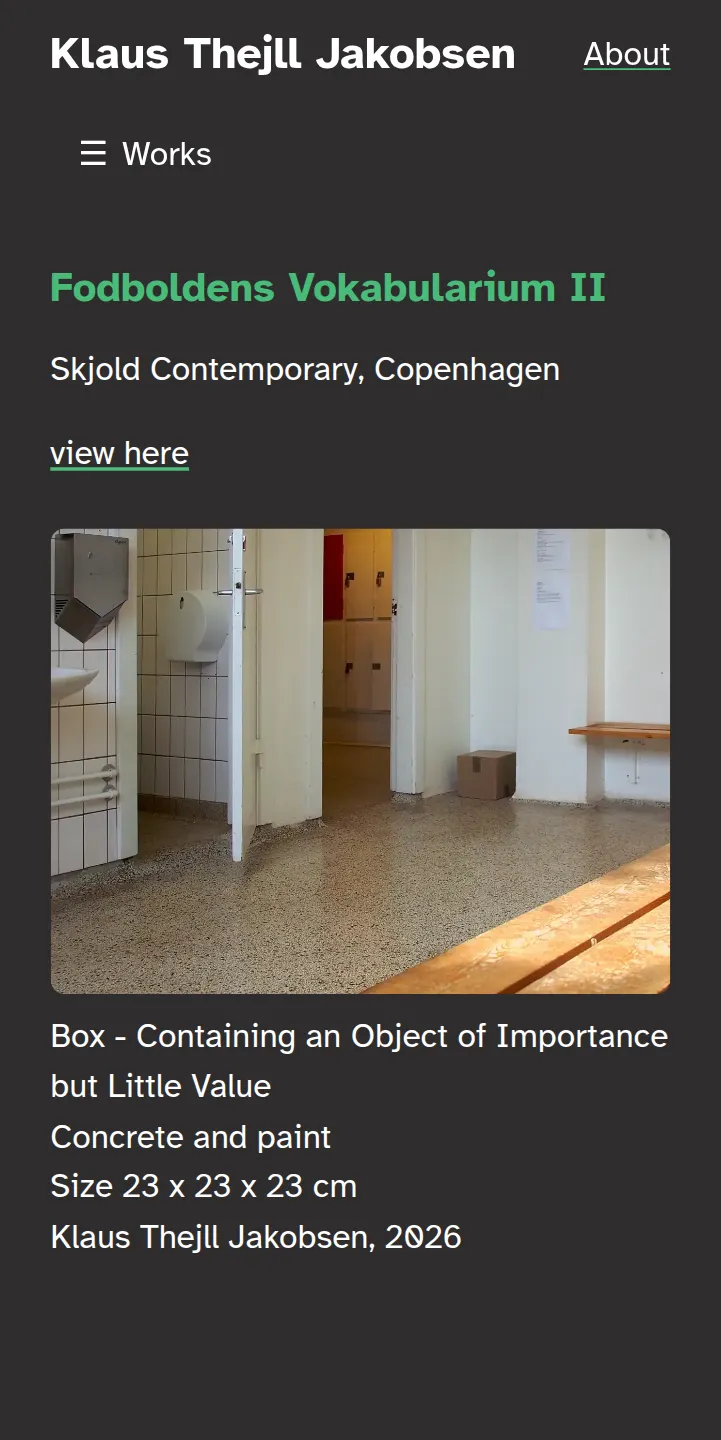 Klaus Thejll Jakobsen
About
☰ Works
Fodboldens Vokabularium II
Skjold Contemporary, Copenhagen
view here
Box - Containing an Object of Importance
but Little Value
Concrete and paint
Size 23 x 23 x 23 cm
Klaus Thejll Jakobsen, 2026